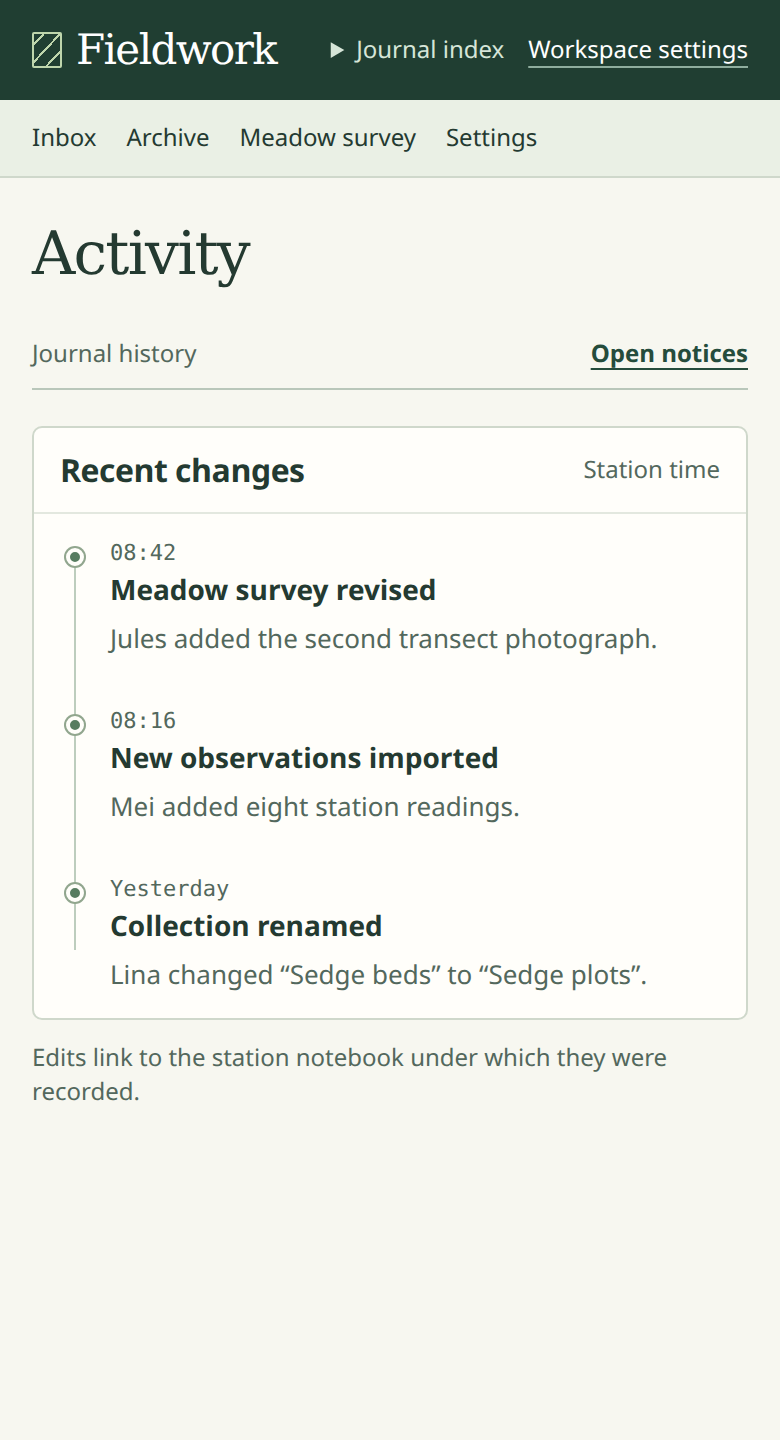 Fieldwork
Journal index
Workspace settings
Inbox Archive Meadow survey Settings
Activity
Journal history
Open notices
Recent changes
Station time
08:42
Meadow survey revised
Jules added the second transect photograph.
08:16
New observations imported
Mei added eight station readings.
Yesterday
Collection renamed
Lina changed “Sedge beds” to “Sedge plots”.
Edits link to the station notebook under which they were
recorded.